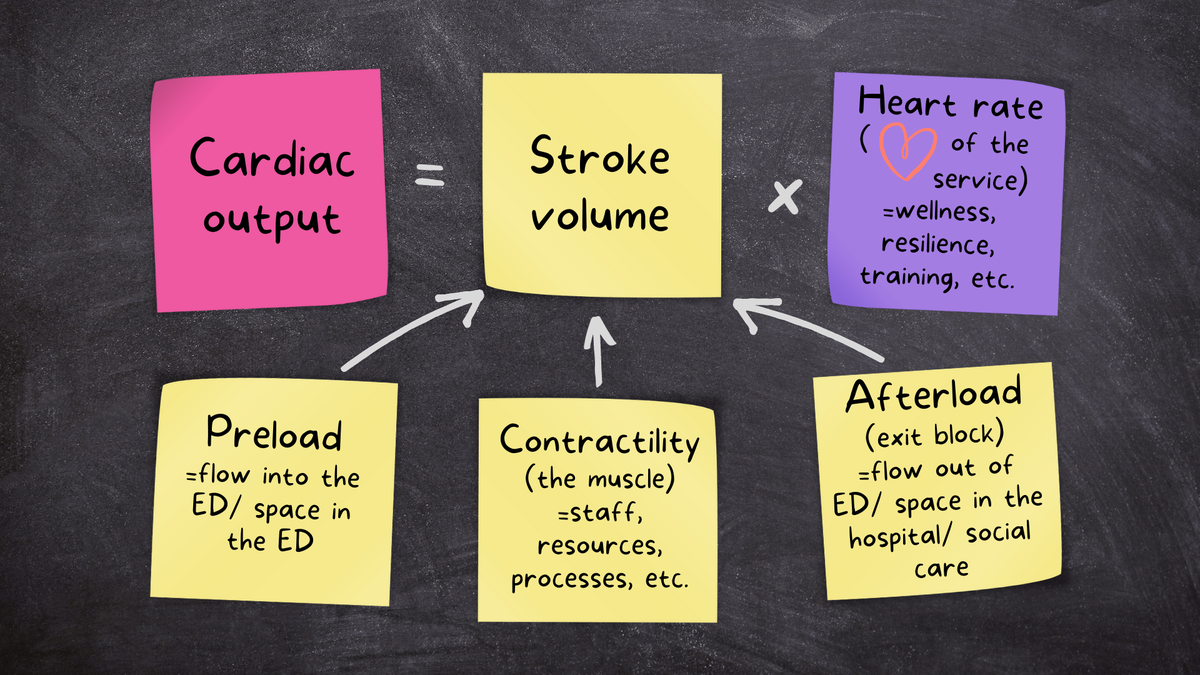 Cardiac
output
=
Stroke
volume
x
Heart rate
( of the
service)
=wellness,
resilience,
training, etc.
Preload
=flow into the
ED/ space in
the ED
Contractility
(the muscle)
=staff,
resources,
processes, etc.
Afterload
(exit block)
=flow out of
ED/ space in the
hospital/ social
care